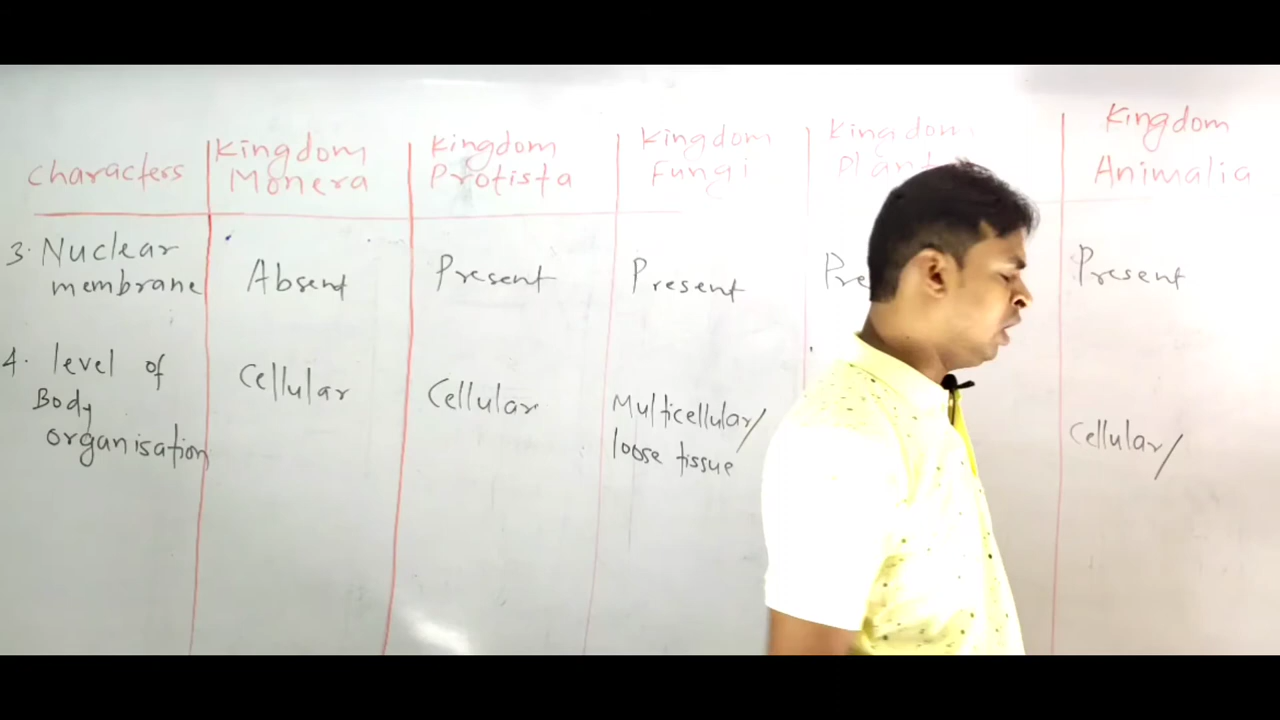 Characters
Kingdom
Monera
Kingdom
Protista
Kingdom
Fungi
Kingdom
Kingdom
Animalia
3. Nuclear
membrane
Absent
Present
Present
Present
4. level of
Body
organisation
Cellular
Cellular
Multicellular/
loose tissue
Cellular/